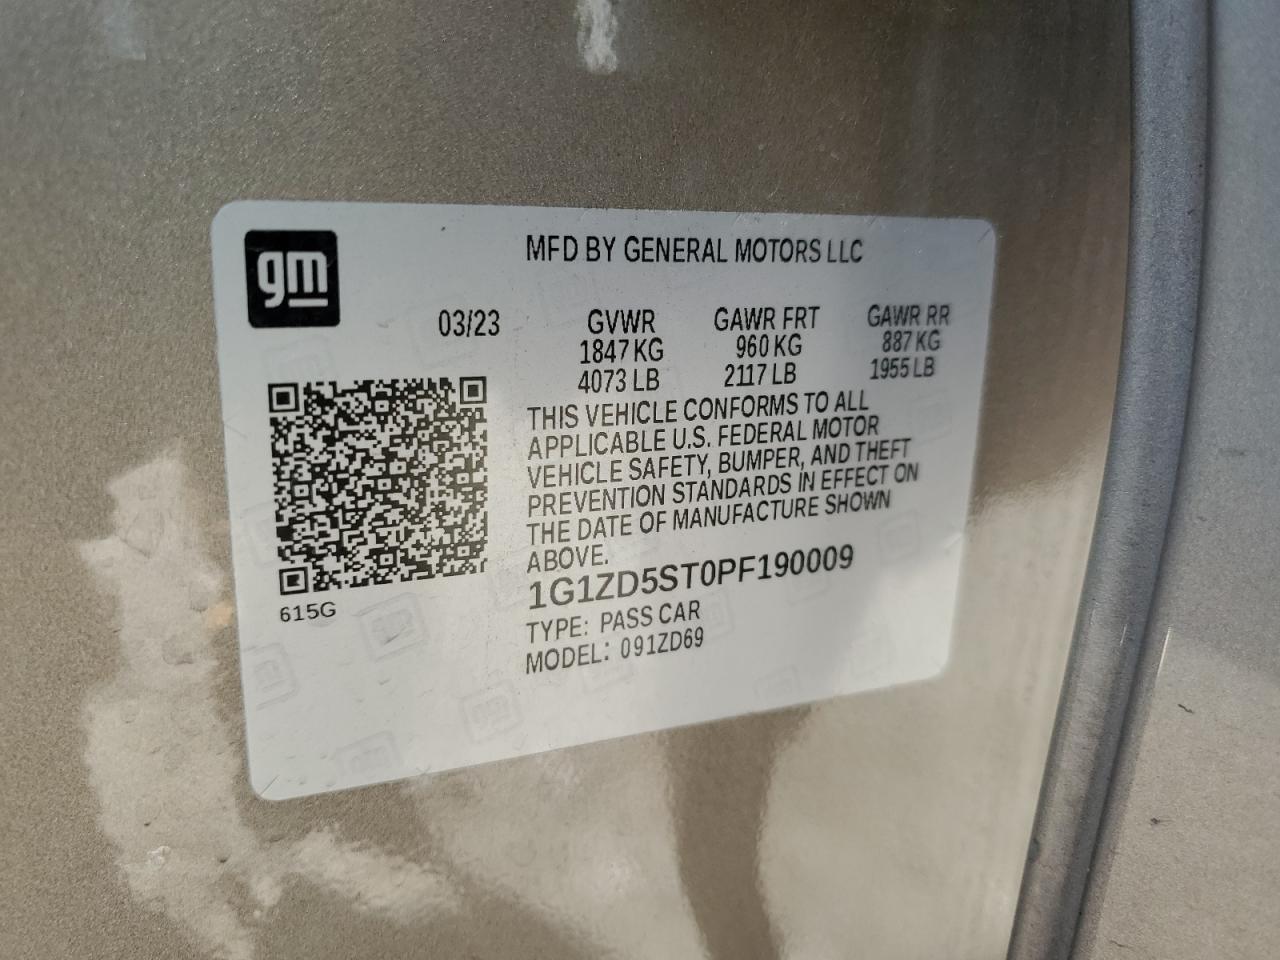 gm
MFD BY GENERAL MOTORS LLC
03/23 GVWR GAWR FRT GAWR RR
1847 KG 960 KG 887 KG
4073 LB 2117 LB 1955 LB
THIS VEHICLE CONFORMS TO ALL
APPLICABLE U.S. FEDERAL MOTOR
VEHICLE SAFETY, BUMPER, AND THEFT
PREVENTION STANDARDS IN EFFECT ON
THE DATE OF MANUFACTURE SHOWN
ABOVE.
1G1ZD5ST0PF190009
615G
TYPE: PASS CAR
MODEL: 091ZD69